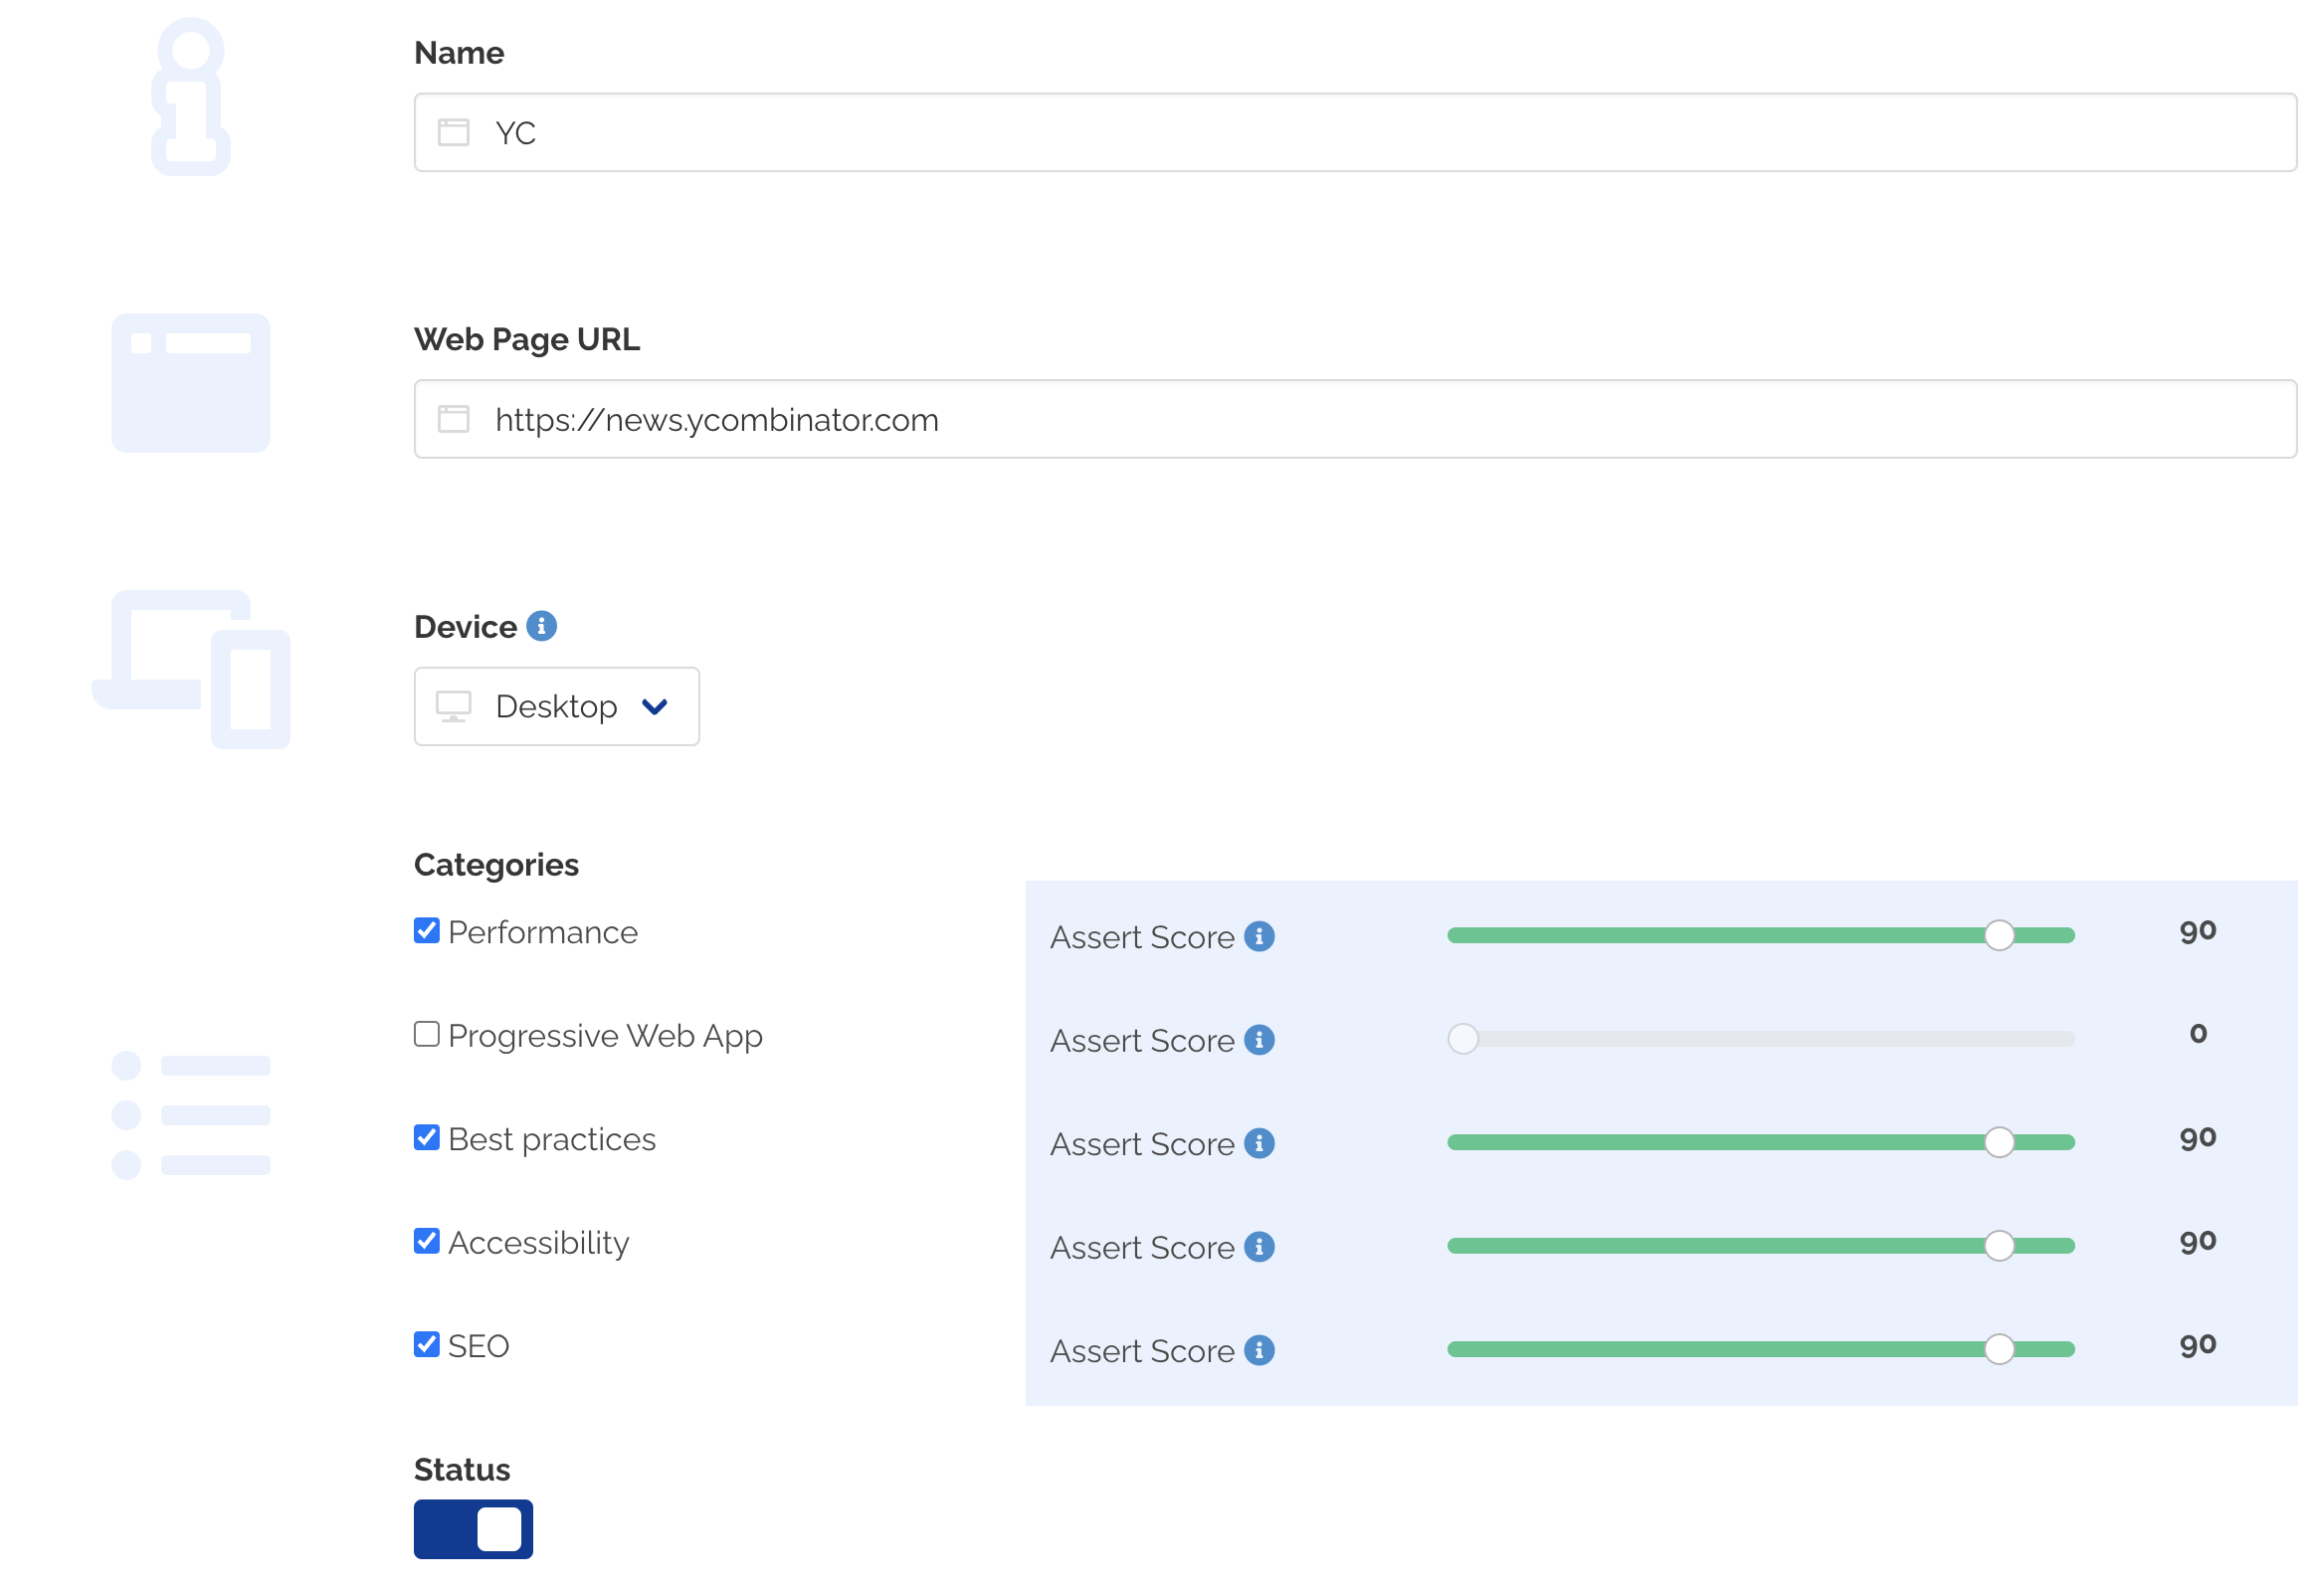 Name
YC
Web Page URL
https://news.ycombinator.com
Device
Desktop
Categories
Performance Assert Score 90
Progressive Web App Assert Score 0
Best practices Assert Score 90
Accessibility Assert Score 90
SEO Assert Score 90
Status